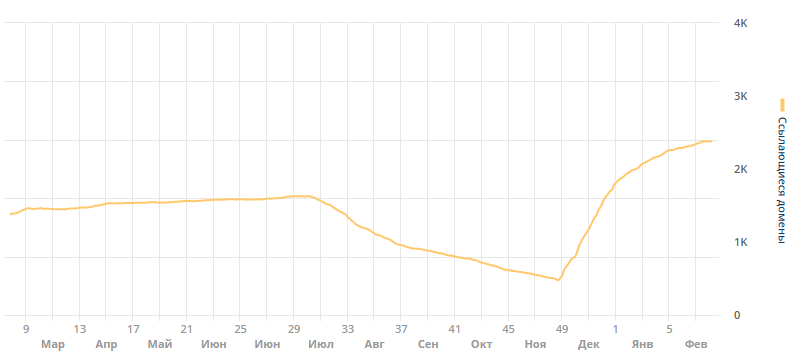 4K
3K
2K
1K
0
Ссылающиеся домены
9 13 17 21 25 29 33 37 41 45 49 1 5
Мар Апр Май Июн Июн Июл Авг Сен Окт Ноя Дек Янв Фев